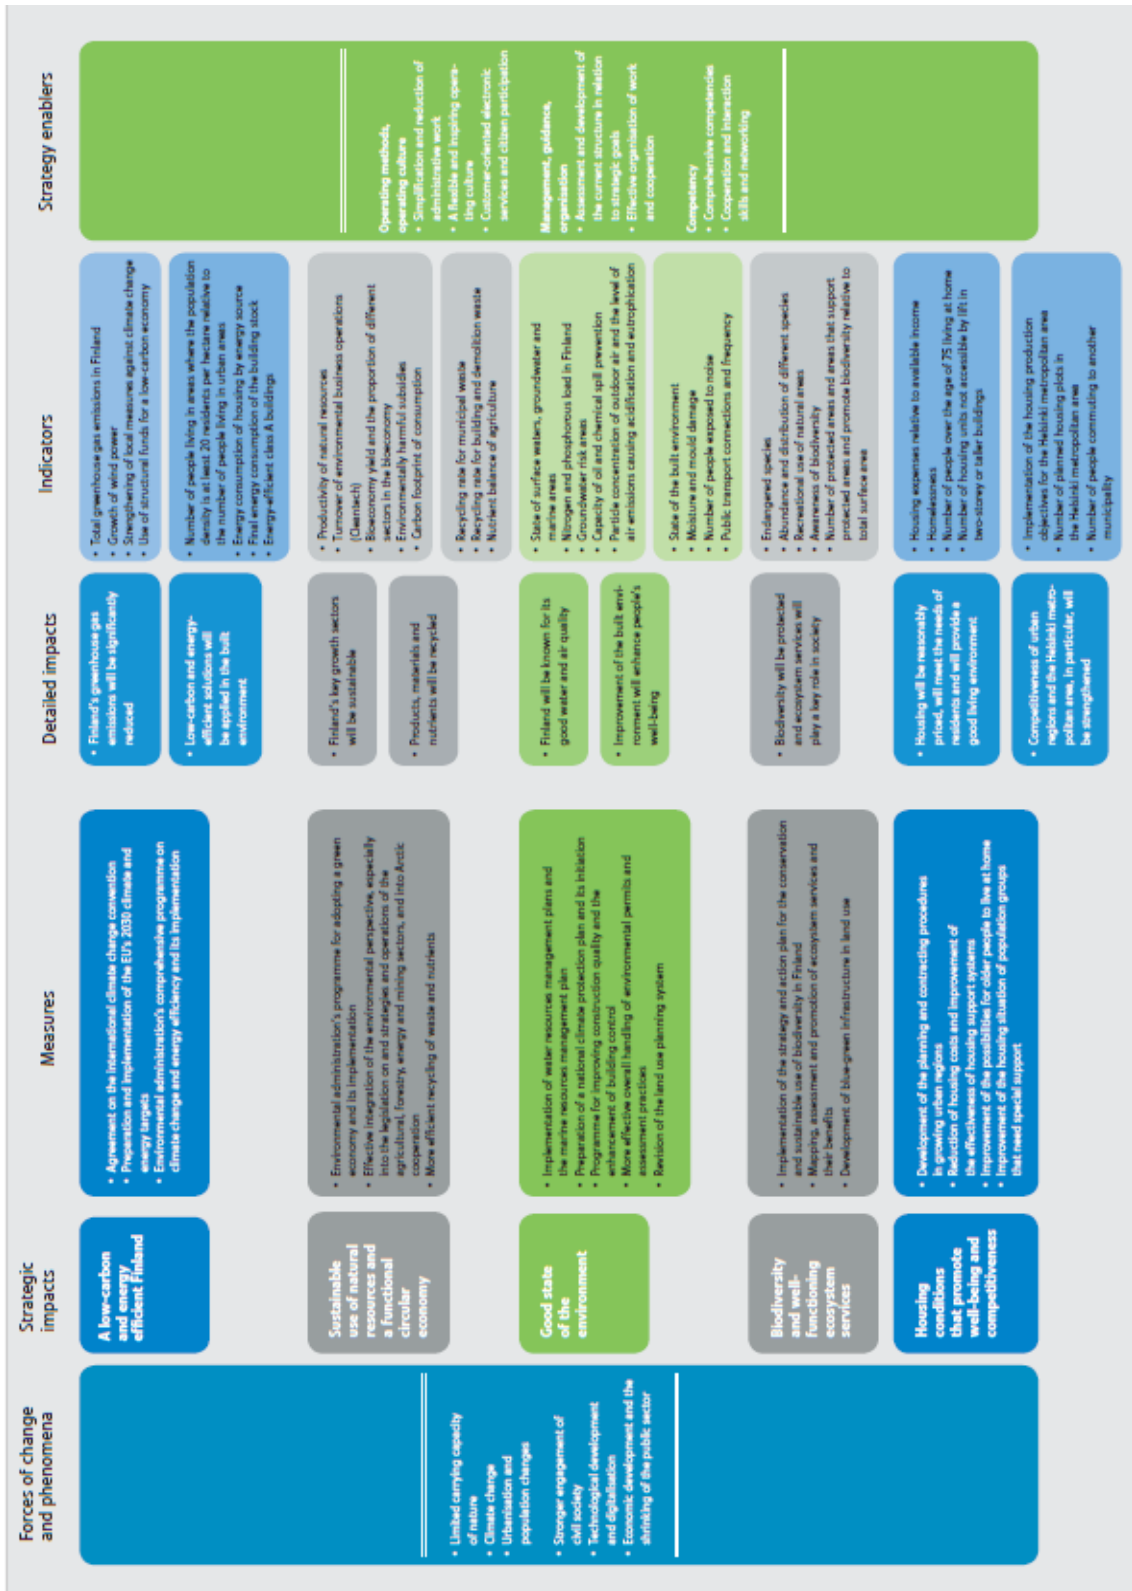 Forces of change
and phenomena
• Limited carrying capacity
of nature
• Climate change
• Urbanisation and
population changes
• Stronger engagement of
civil society
• Technological development
and digitalisation
• Economic development and the
shrinking of the public sector
Strategic
impacts
A low-carbon
and energy
efficient Finland
Sustainable
use of natural
resources and
a functional
circular
economy
Good state
of the
environment
Biodiversity
and well-
functioning
ecosystem
services
Housing
conditions
that promote
well-being and
competitiveness
Measures
• Agreement on the international climate change convention
• Preparation and implementation of the EU's 2030 climate and
energy targets
• Environmental administration's comprehensive programme on
climate change and energy efficiency and its implementation
• Environmental administration's programme for adopting a green
economy and its implementation
• Effective integration of the environmental perspective, especially
into the legislation on and strategies and operations of the
agricultural, forestry, energy and mining sectors, and into Arctic
cooperation
• More efficient recycling of waste and nutrients
• Implementation of water resources management plans and
the marine resources management plan
• Preparation of a national climate protection plan and its initiation
• Programme for improving construction quality and the
enhancement of building control
• More effective overall handling of environmental permits and
assessment practices
• Revision of the land use planning system
• Implementation of the strategy and action plan for the conservation
and sustainable use of biodiversity in Finland
• Mapping, assessment and promotion of ecosystem services and
their benefits
• Development of blue-green infrastructure in land use
• Development of the planning and contracting procedures
in growing urban regions
• Reduction of housing costs and improvement of
the effectiveness of housing support systems
• Improvement of the possibilities for older people to live at home
• Improvement of the housing situation of population groups
that need special support
Detailed impacts
• Finland's greenhouse gas
emissions will be significantly
reduced
• Low-carbon and energy-
efficient solutions will
be applied in the built
environment
• Finland's key growth sectors
will be sustainable
• Products, materials and
nutrients will be recycled
• Finland will be known for its
good water and air quality
• Improvement of the built envi-
ronment will enhance people's
well-being
• Biodiversity will be protected
and ecosystem services will
play a key role in society
• Housing will be reasonably
priced, will meet the needs of
residents and will provide a
good living environment
• Competitiveness of urban
regions and the Helsinki metro-
politan area, in particular, will
be strengthened
Indicators
• Total greenhouse gas emissions in Finland
• Growth of wind power
• Strengthening of local measures against climate change
• Use of structural funds for a low-carbon economy
• Number of people living in areas where the population
density is at least 20 residents per hectare relative to
the number of people living in urban areas
• Energy consumption of housing by energy source
• Final energy consumption of the building stock
• Energy-efficient class A buildings
• Productivity of natural resources
• Turnover of environmental business operations
(Cleantech)
• Bioeconomy yield and the proportion of different
sectors in the bioeconomy
• Environmentally harmful subsidies
• Carbon footprint of consumption
• Recycling rate for municipal waste
• Recycling rate for building and demolition waste
• Nutrient balance of agriculture
• State of surface waters, groundwater and
marine areas
• Nitrogen and phosphorous load in Finland
• Groundwater risk areas
• Capacity of oil and chemical spill prevention
• Particle concentration of outdoor air and the level of
air emissions causing acidification and eutrophication
• State of the built environment
• Moisture and mould damage
• Number of people exposed to noise
• Public transport connections and frequency
• Endangered species
• Abundance and distribution of different species
• Recreational use of natural areas
• Awareness of biodiversity
• Number of protected areas and areas that support
protected areas and promote biodiversity relative to
total surface area
• Housing expenses relative to available income
• Homelessness
• Number of people over the age of 75 living at home
• Number of housing units not accessible by lift in
two-storey or taller buildings
• Implementation of the housing production
objectives for the Helsinki metropolitan area
• Number of planned housing plots in
the Helsinki metropolitan area
• Number of people commuting to another
municipality
Strategy enablers
Operating methods,
operating culture
• Simplification and reduction of
administrative work
• A flexible and inspiring opera-
ting culture
• Customer-oriented electronic
services and citizen participation
Management, guidance,
organisation
• Assessment and development of
the current structure in relation
to strategic goals
• Effective organisation of work
and cooperation
Competency
• Comprehensive competencies
• Cooperation and interaction
skills and networking